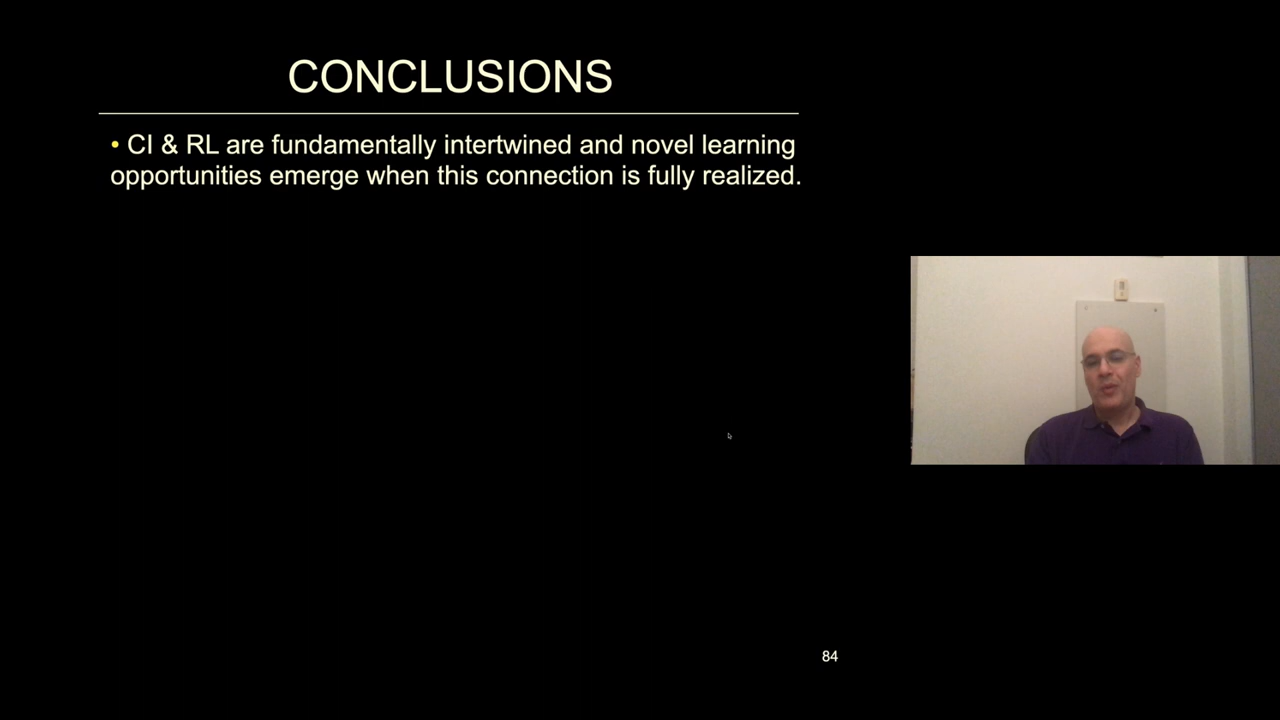 CONCLUSIONS
• CI & RL are fundamentally intertwined and novel learning
opportunities emerge when this connection is fully realized.
84